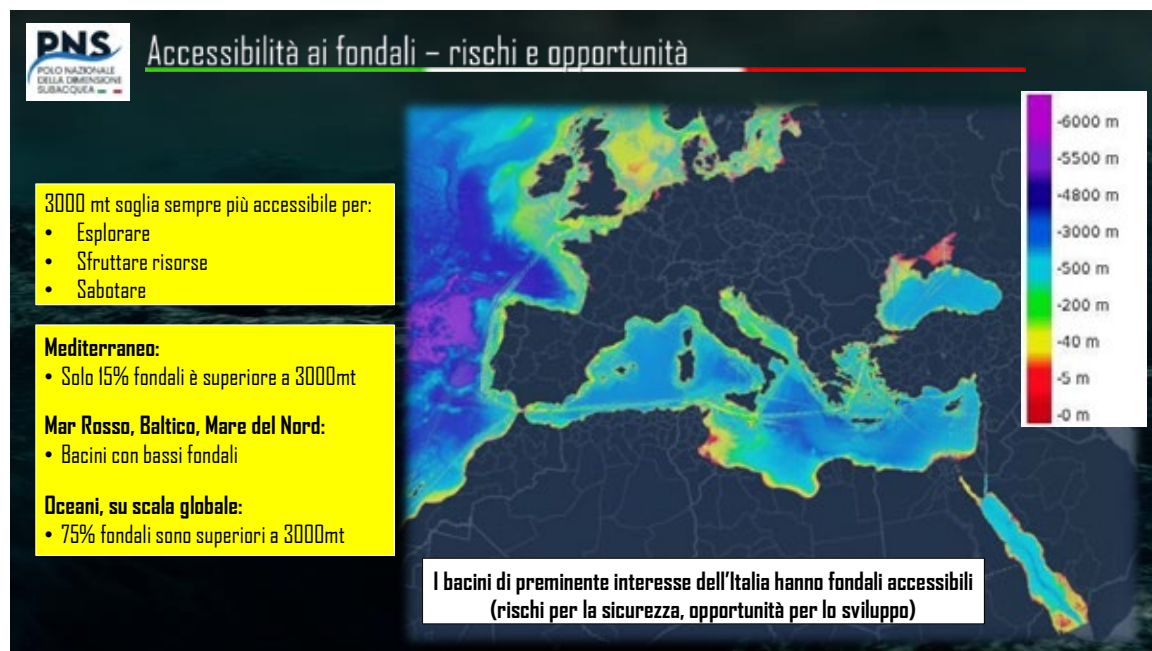 PNS
POLO NAZIONALE
DELLA DIMENSIONE
SUBACQUEA
Accessibilità ai fondali – rischi e opportunità
3000 mt soglia sempre più accessibile per:
• Esplorare
• Sfruttare risorse
• Sabotare
Mediterraneo:
• Solo 15% fondali è superiore a 3000mt
Mar Rosso, Baltico, Mare del Nord:
• Bacini con bassi fondali
Oceani, su scala globale:
• 75% fondali sono superiori a 3000mt
-6000 m
-5500 m
-4800 m
-3000 m
-500 m
-200 m
-40 m
-5 m
-0 m
I bacini di preminente interesse dell'Italia hanno fondali accessibili
(rischi per la sicurezza, opportunità per lo sviluppo)